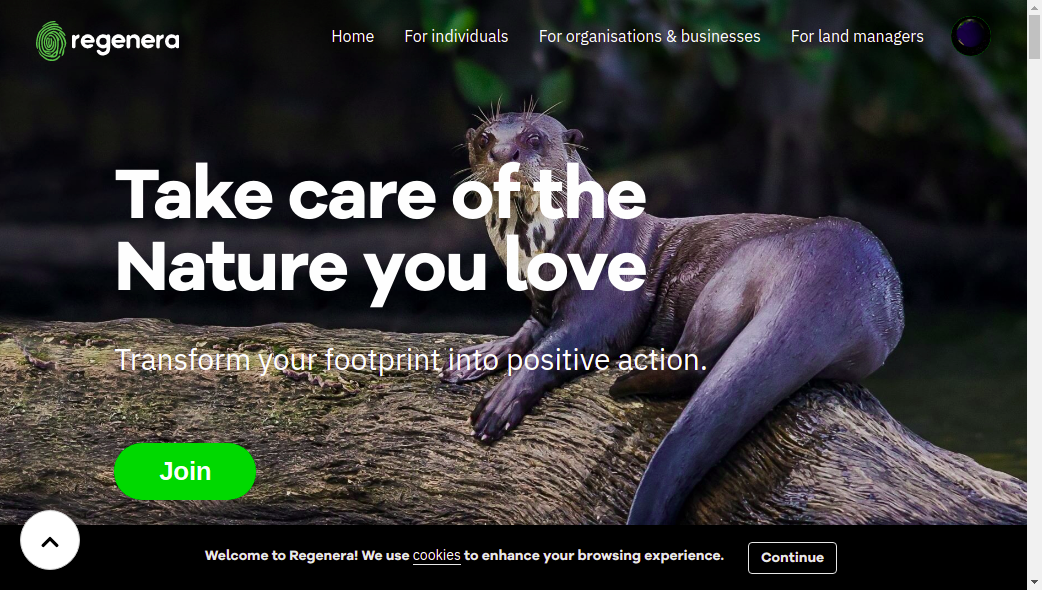 regenera
Home
For individuals
For organisations & businesses
For land managers
Take care of the
Nature you love
Transform your footprint into positive action.
Join
Welcome to Regenera! We use cookies to enhance your browsing experience.
Continue